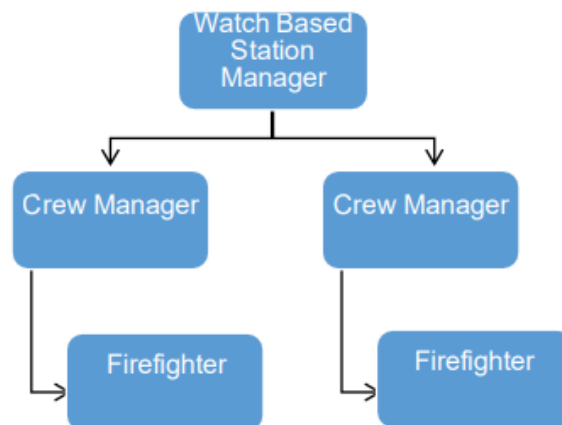 Watch Based
Station
Manager
Crew Manager
Crew Manager
Firefighter
Firefighter